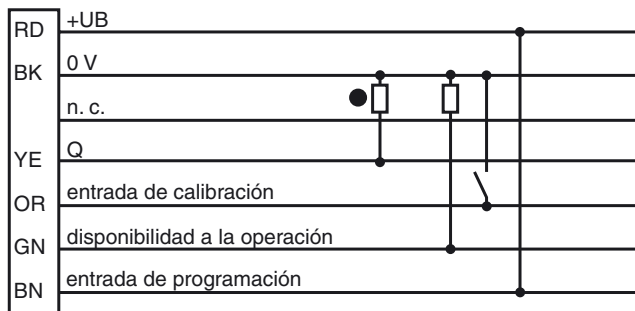 RD +UB
BK 0 V
n. c.
YE Q
OR entrada de calibración
GN disponibilidad a la operación
BN entrada de programación